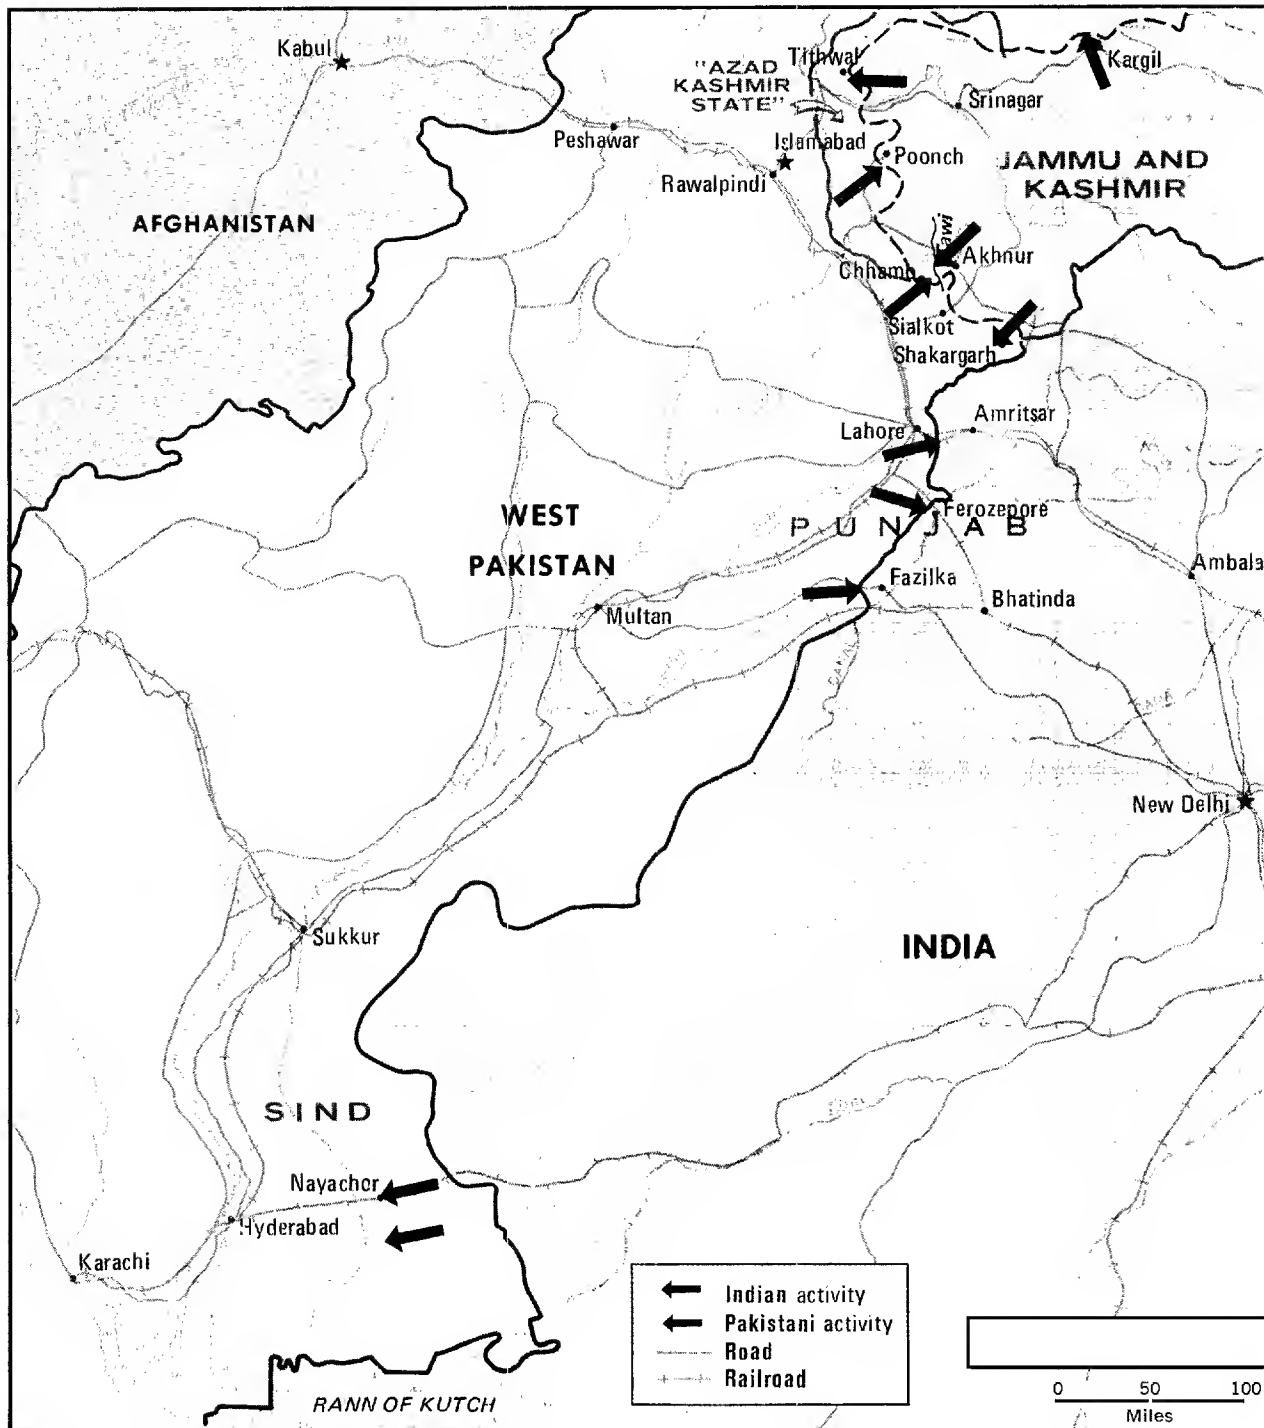 Kabul
Tithwal
Kargil
"AZAD
KASHMIR
STATE"
Srinagar
Peshawar
Islamabad
Poonch
JAMMU AND
KASHMIR
Rawalpindi
AFGHANISTAN
Chhamb
Akhnur
Sialkot
Shakargarh
Amritsar
Lahore
WEST
PAKISTAN
PUNJAB
Ferozepore
Ambala
Fazilka
Bhatinda
Multan
New Delhi
Sukkur
INDIA
SIND
Nayachor
Hyderabad
Karachi
Indian activity
Pakistani activity
Road
Railroad
RANN OF KUTCH
0 50 100
Miles